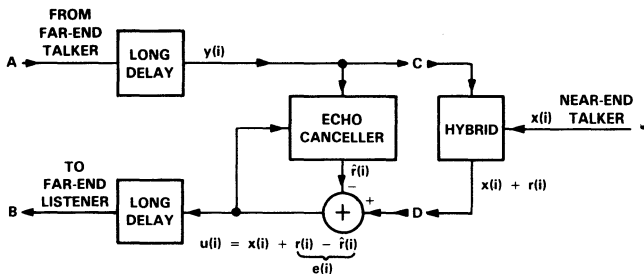 FROM
FAR-END
TALKER
A
LONG
DELAY
y(i)
C
ECHO
CANCELLER
HYBRID
x(i)
NEAR-END
TALKER
r̂(i)
x(i) + r(i)
TO
FAR-END
LISTENER
B
LONG
DELAY
−
+
+
D
u(i) = x(i) + r(i) − r̂(i)
e(i)